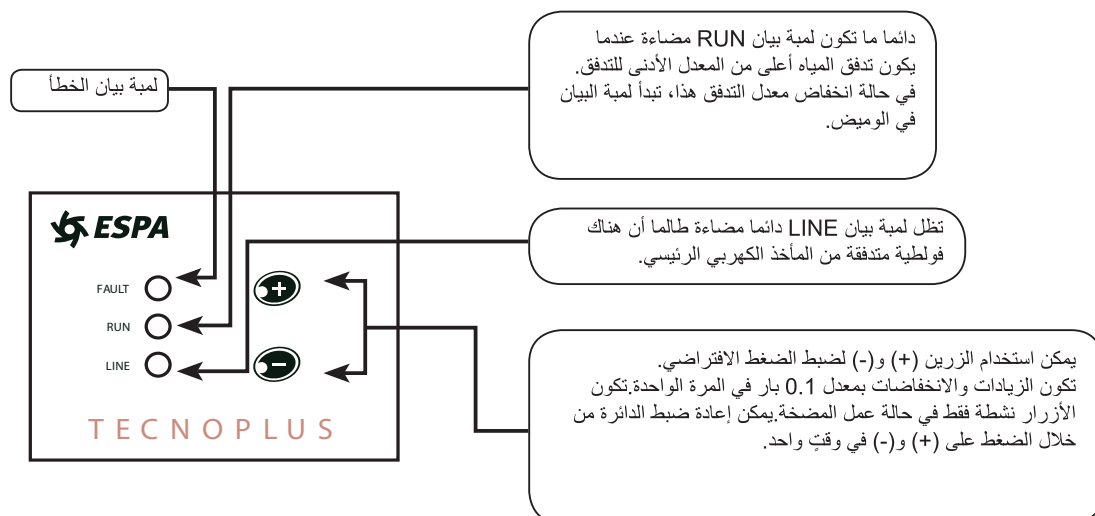 دائما ما تكون لمبة بيان RUN مضاءة عندما
يكون تدفق المياه أعلى من المعدل الأدنى للتدفق.
في حالة انخفاض معدل التدفق هذا، تبدأ لمبة البيان
في الوميض.
لمبة بيان الخطأ
تظل لمبة بيان LINE دائما مضاءة طالما أن هناك
فولطية متدفقة من المأخذ الكهربي الرئيسي.
يمكن استخدام الزرين (+) و(-) لضبط الضغط الافتراضي.
تكون الزيادات والانخفاضات بمعدل 0.1 بار في المرة الواحدة.تكون
الأزرار نشطة فقط في حالة عمل المضخة.يمكن إعادة ضبط الدائرة من
خلال الضغط على (+) و(-) في وقتٍ واحد.
ESPA
FAULT
+
RUN
LINE
-
TECNOPLUS